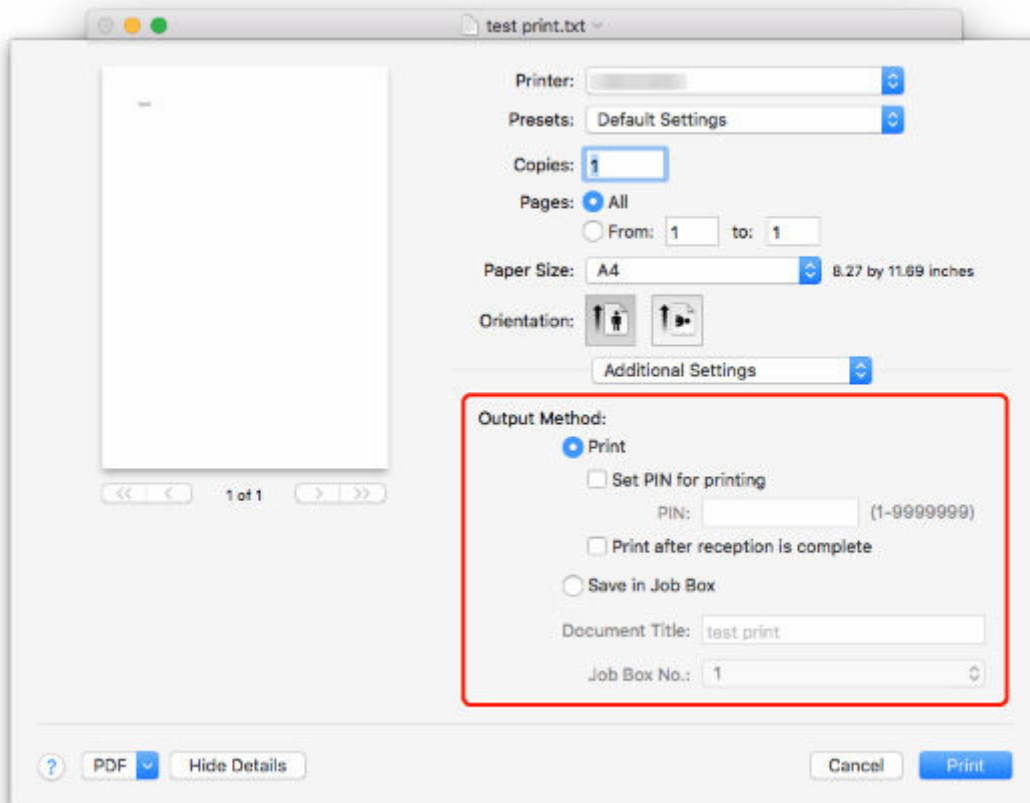 test print.txt
Printer:
Presets: Default Settings
Copies: 1
Pages: All
From: 1 to: 1
Paper Size: A4 8.27 by 11.69 inches
Orientation:
Additional Settings
Output Method:
Print
Set PIN for printing
PIN: (1-9999999)
Print after reception is complete
Save in Job Box
Document Title: test print
Job Box No.: 1
1 of 1
? PDF Hide Details Cancel Print